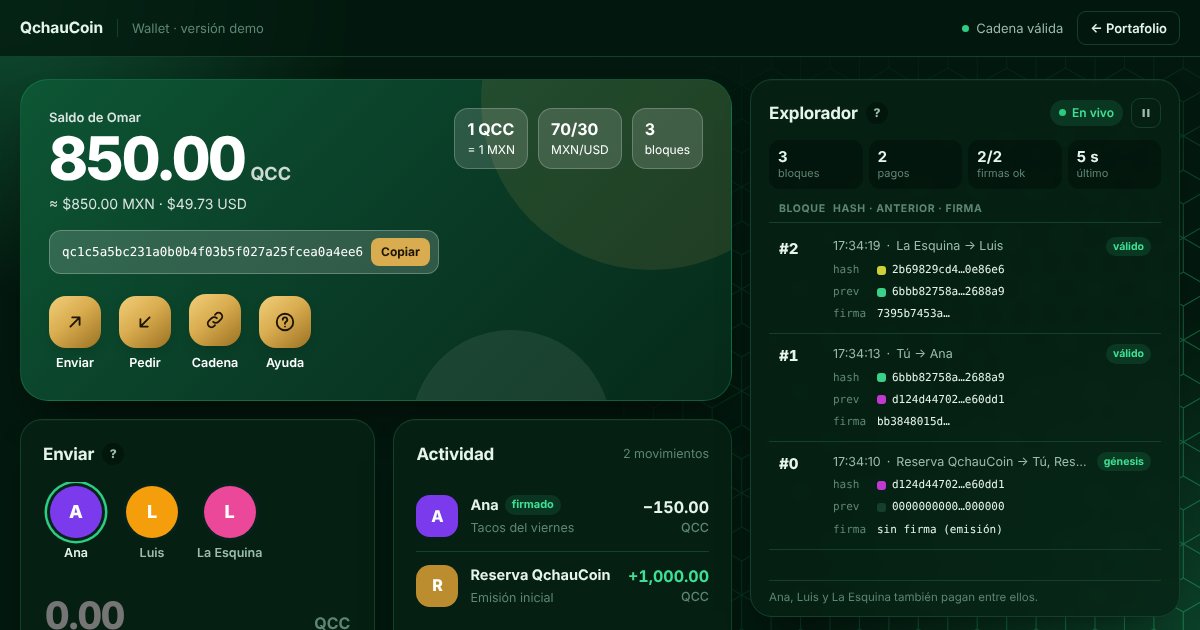 QchauCoin
Wallet · versión demo
Cadena válida
← Portafolio
Saldo de Omar
850.00 QCC
≈ $850.00 MXN · $49.73 USD
1 QCC
= 1 MXN
70/30
MXN/USD
3
bloques
qc1c5a5bc231a0b0b4f03b5f027a25fcea0a4ee6
Copiar
Enviar
Pedir
Cadena
Ayuda
Enviar ?
A
Ana
L
Luis
L
La Esquina
0.00 QCC
Actividad
2 movimientos
A
Ana firmado
Tacos del viernes
−150.00
QCC
R
Reserva QchauCoin
Emisión inicial
+1,000.00
QCC
Explorador ?
En vivo
3
bloques
2
pagos
2/2
firmas ok
5 s
último
BLOQUE HASH · ANTERIOR · FIRMA
#2
17:34:19 · La Esquina → Luis
válido
hash 2b69829cd4…0e86e6
prev 6bbb82758a…2688a9
firma 7395b7453a…
#1
17:34:13 · Tú → Ana
válido
hash 6bbb82758a…2688a9
prev d124d44702…e60dd1
firma bb3848015d…
#0
17:34:10 · Reserva QchauCoin → Tú, Res…
génesis
hash d124d44702…e60dd1
prev 0000000000…000000
firma sin firma (emisión)
Ana, Luis y La Esquina también pagan entre ellos.